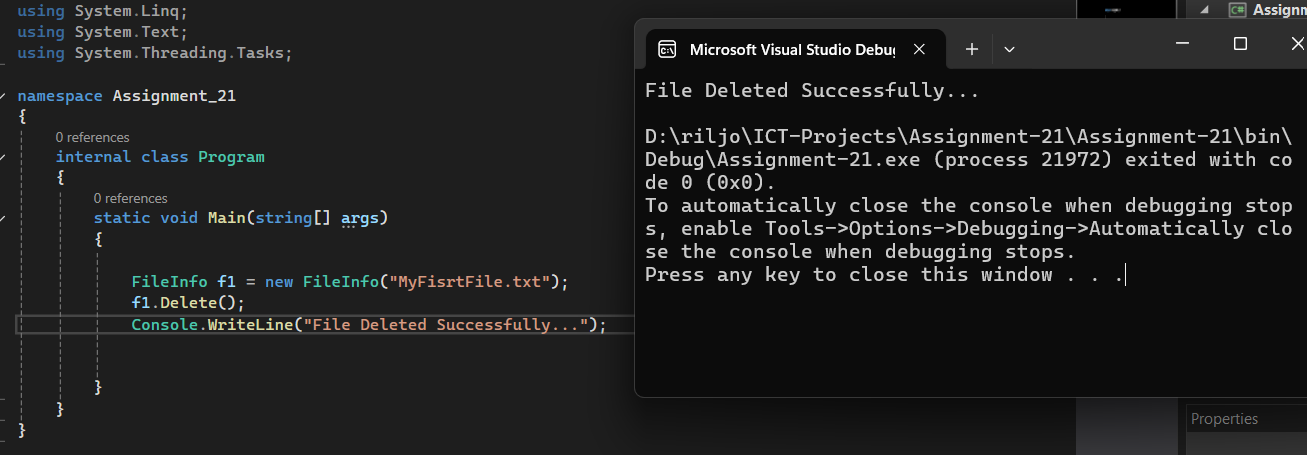 using System.Linq;
using System.Text;
using System.Threading.Tasks;
namespace Assignment_21
{
0 references
internal class Program
{
0 references
static void Main(string[] args)
{
FileInfo f1 = new FileInfo("MyFisrtFile.txt");
f1.Delete();
Console.WriteLine("File Deleted Successfully...");
}
}
}
Microsoft Visual Studio Debu
File Deleted Successfully...
D:\riljo\ICT-Projects\Assignment-21\Assignment-21\bin\
Debug\Assignment-21.exe (process 21972) exited with co
de 0 (0x0).
To automatically close the console when debugging stop
s, enable Tools->Options->Debugging->Automatically clo
se the console when debugging stops.
Press any key to close this window . . .
C# Assignm
Properties